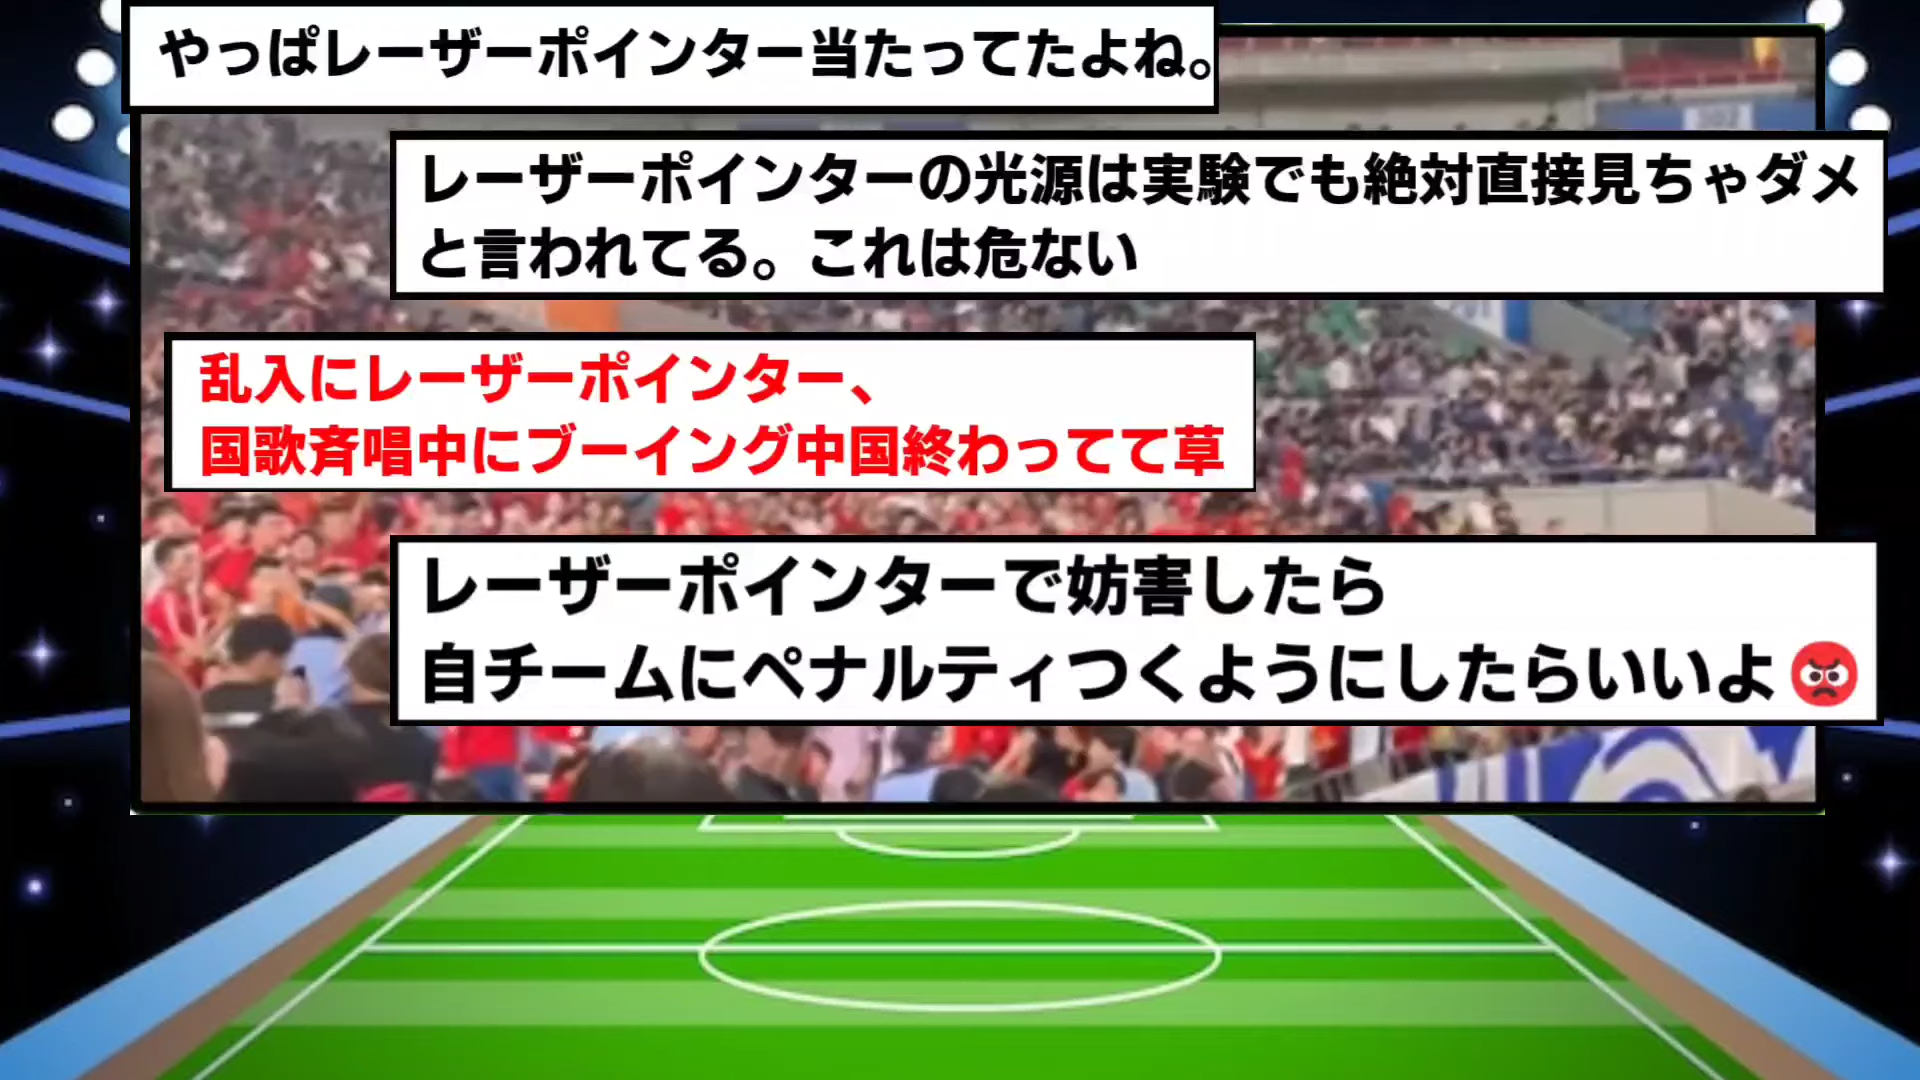 やっぱレーザーポインター当たってたよね。
レーザーポインターの光源は実験でも絶対直接見ちゃダメ
と言われてる。これは危ない
乱入にレーザーポインター、
国歌斉唱中にブーイング中国終わってて草
レーザーポインターで妨害したら
自チームにペナルティつくようにしたらいいよ😡